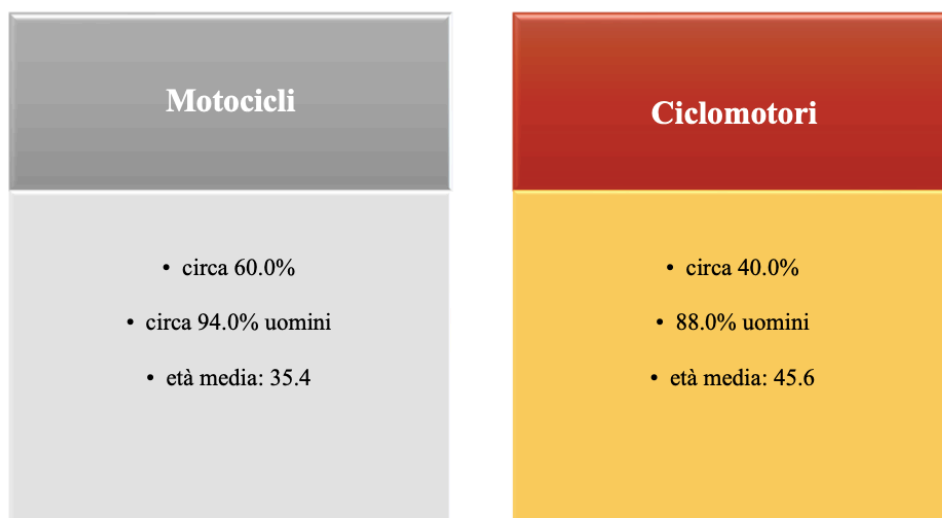 Motocicli
• circa 60.0%
• circa 94.0% uomini
• età media: 35.4
Ciclomotori
• circa 40.0%
• 88.0% uomini
• età media: 45.6